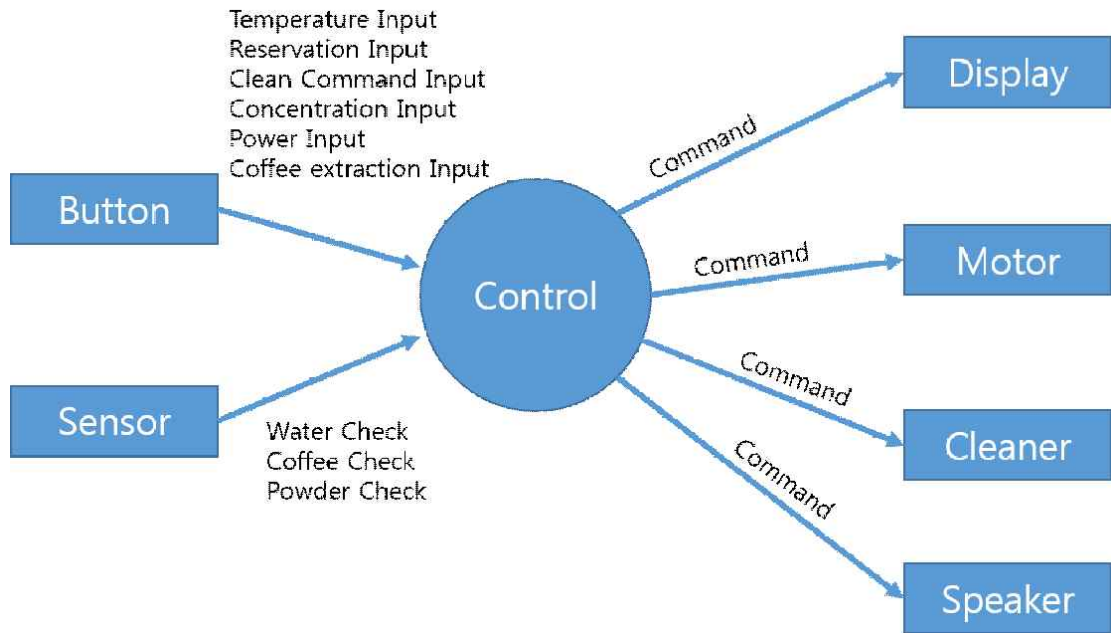 Temperature Input
Reservation Input
Clean Command Input
Concentration Input
Power Input
Coffee extraction Input
Button
Sensor
Water Check
Coffee Check
Powder Check
Control
Command
Command
Command
Command
Display
Motor
Cleaner
Speaker